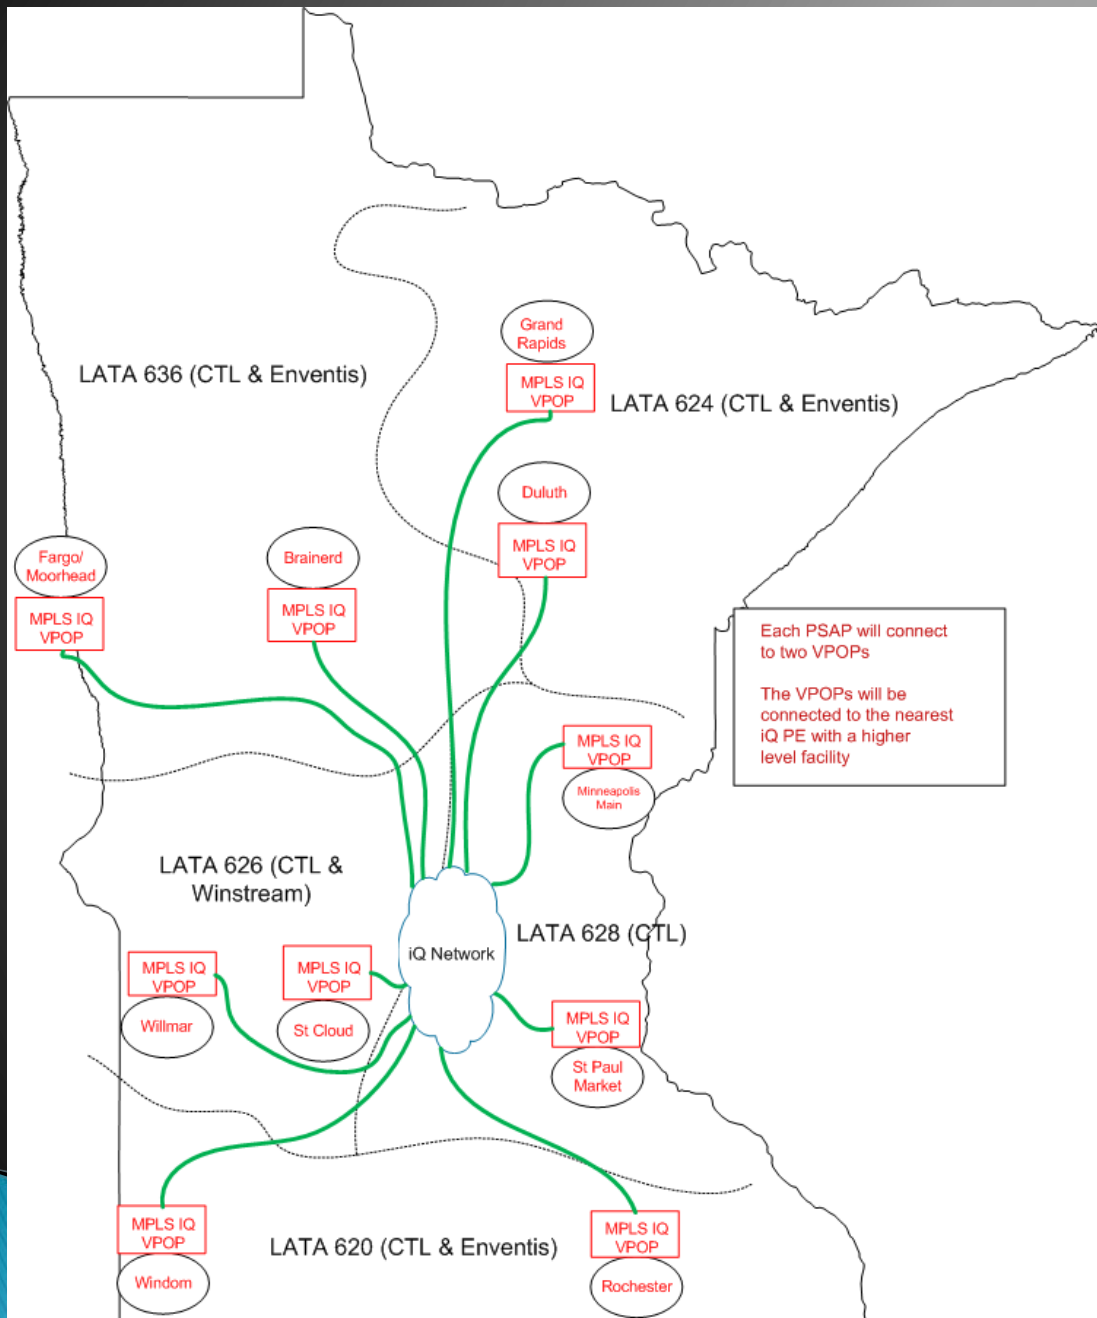 Grand
Rapids
MPLS IQ
VPOP
LATA 636 (CTL & Enventis)
LATA 624 (CTL & Enventis)
Duluth
MPLS IQ
VPOP
Fargo/
Moorhead
MPLS IQ
VPOP
Brainerd
MPLS IQ
VPOP
Each PSAP will connect
to two VPOPs
The VPOPs will be
connected to the nearest
iQ PE with a higher
level facility
MPLS IQ
VPOP
Minneapolis
Main
LATA 626 (CTL &
Winstream)
iQ Network
LATA 628 (CTL)
MPLS IQ
VPOP
Willmar
MPLS IQ
VPOP
St Cloud
MPLS IQ
VPOP
St Paul
Market
MPLS IQ
VPOP
Windom
LATA 620 (CTL & Enventis)
MPLS IQ
VPOP
Rochester